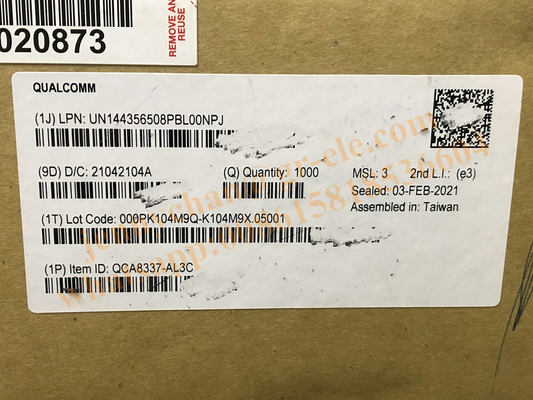 020873
REMOVE AN
REUS
QUALCOMM
(1J) LPN: UN144356508PBL00NPJ
(9D) D/C: 21042104A (Q) Quantity: 1000 MSL: 3 2nd L.I.: (e3)
Sealed: 03-FEB-2021
(1T) Lot Code: 000PK104M9Q-K104M9X.05001 Assembled in: Taiwan
(1P) Item ID: QCA8337-AL3C